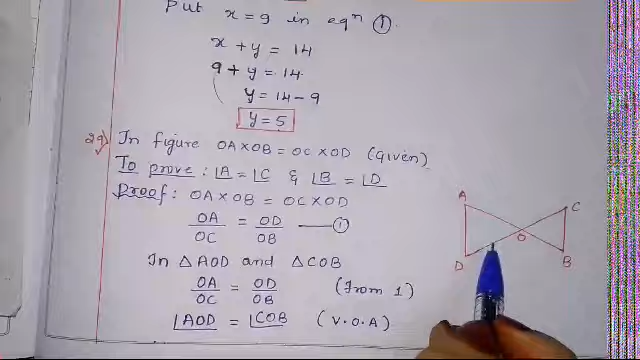 Put x = 9 in eqn ①.
x + y = 14
9 + y = 14
y = 14 - 9
y = 5
29) In figure OA×OB = OC×OD (Given)
To prove : ∠A = ∠C & ∠B = ∠D
Proof : OA×OB = OC×OD
OA/OC = OD/OB —— ①
In △AOD and △COB
OA/OC = OD/OB (From 1)
∠AOD = ∠COB (V.O.A)
A
C
O
D
B